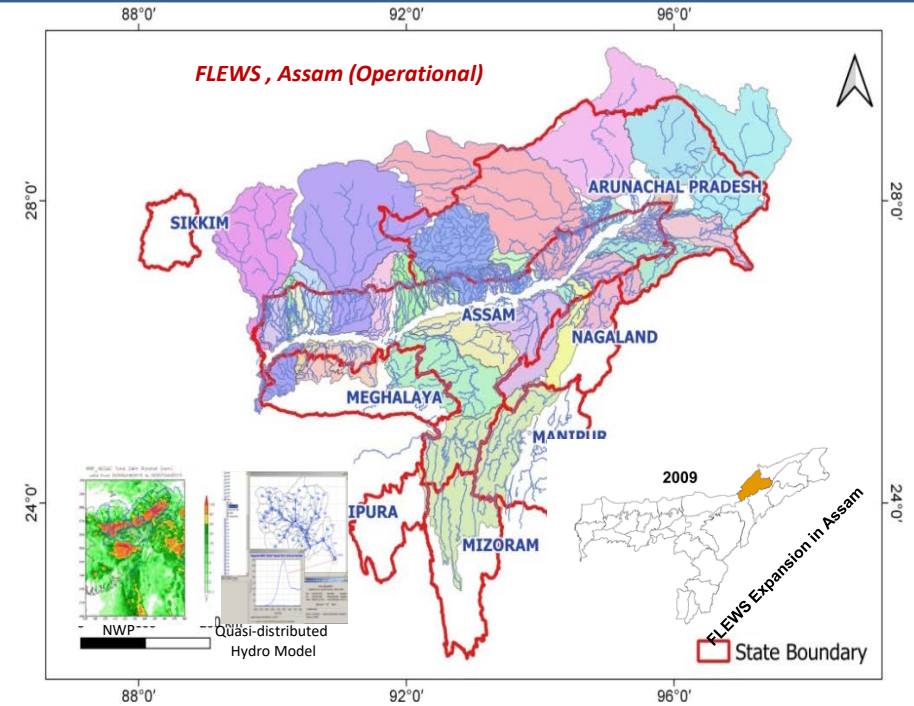 88°0' 92°0' 96°0'
FLEWS , Assam (Operational)
28°0' 28°0'
ARUNACHAL PRADESH
SIKKIM
ASSAM
NAGALAND
MEGHALAYA
MANIPUR
2009
24°0' 24°0'
IPURA
MIZORAM
FLEWS Expansion in Assam
NWP
Quasi-distributed
Hydro Model
State Boundary
88°0' 92°0' 96°0'